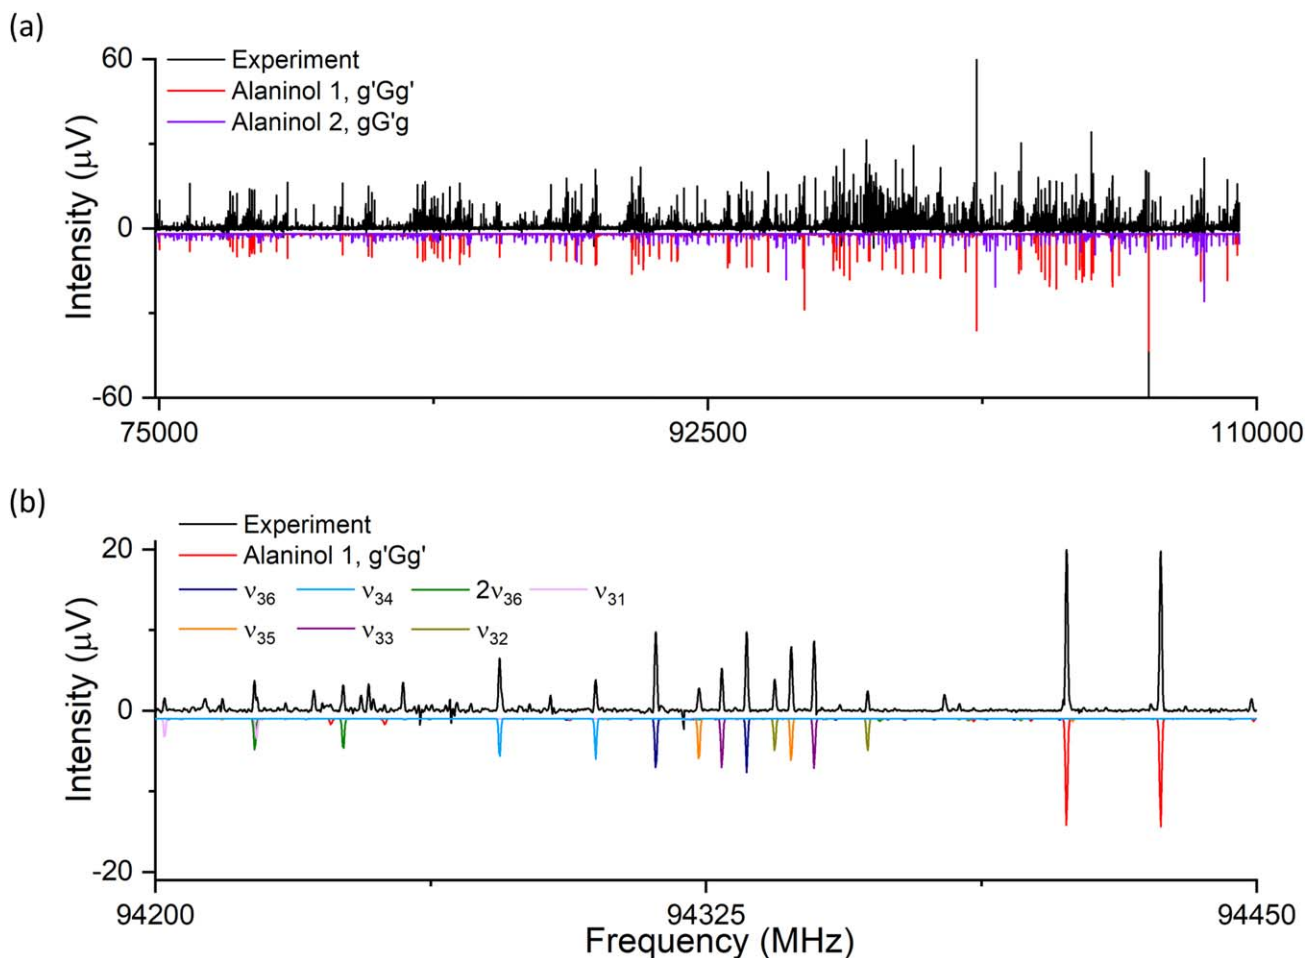 (a)
Experiment
Alaninol 1, g'Gg'
Alaninol 2, gG'g
Intensity (μV)
60
0
-60
75000 92500 110000
(b)
Experiment
Alaninol 1, g'Gg'
ν36 ν34 2ν36 ν31
ν35 ν33 ν32
Intensity (μV)
20
0
-20
94200 94325 94450
Frequency (MHz)